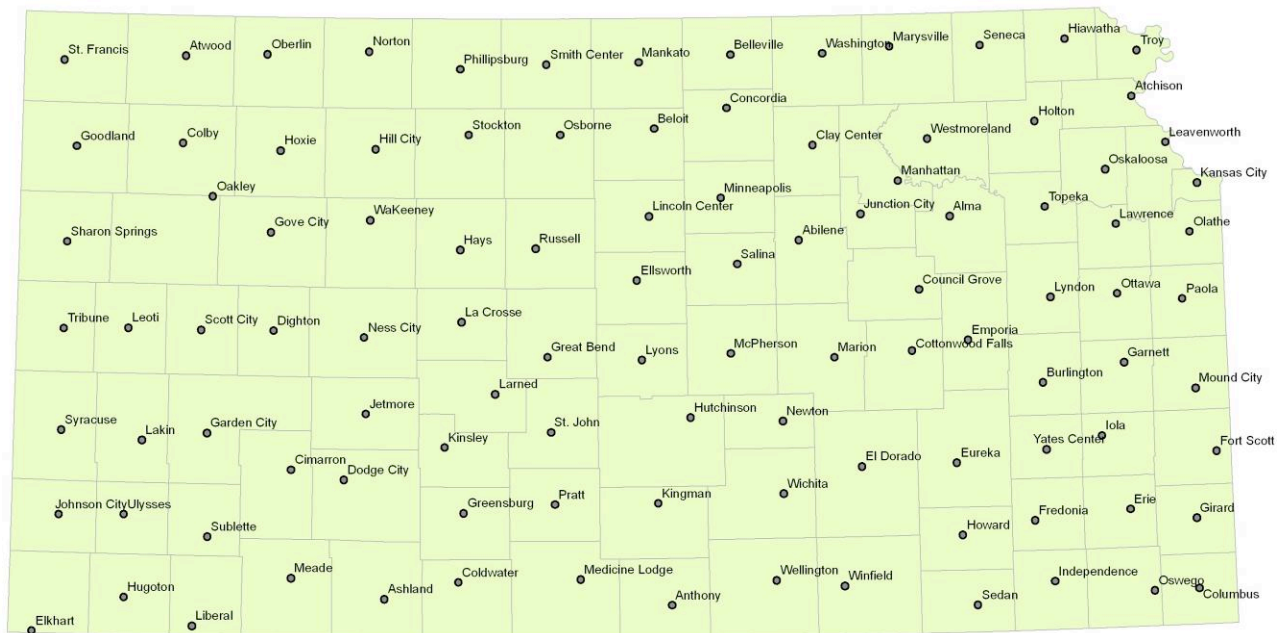 St. Francis
Atwood
Oberlin
Norton
Phillipsburg
Smith Center
Mankato
Belleville
Washington
Marysville
Seneca
Hiawatha
Troy
Atchison
Concordia
Goodland
Colby
Hoxie
Hill City
Stockton
Osborne
Beloit
Clay Center
Westmoreland
Holton
Leavenworth
Oskaloosa
Kansas City
Oakley
Manhattan
Minneapolis
Sharon Springs
Gove City
WaKeeney
Lincoln Center
Junction City
Alma
Topeka
Lawrence
Olathe
Hays
Russell
Abilene
Salina
Ellsworth
Council Grove
Lyndon
Ottawa
Paola
Tribune
Leoti
Scott City
Dighton
Ness City
La Crosse
Great Bend
Lyons
McPherson
Marion
Cottonwood Falls
Emporia
Garnett
Burlington
Mound City
Syracuse
Lakin
Garden City
Jetmore
Larned
Kinsley
St. John
Hutchinson
Newton
El Dorado
Eureka
Yates Center
Iola
Fort Scott
Cimarron
Dodge City
Wichita
Johnson City
Ulysses
Sublette
Greensburg
Pratt
Kingman
Howard
Fredonia
Erie
Girard
Elkhart
Hugoton
Liberal
Meade
Ashland
Coldwater
Medicine Lodge
Anthony
Wellington
Winfield
Sedan
Independence
Oswego
Columbus